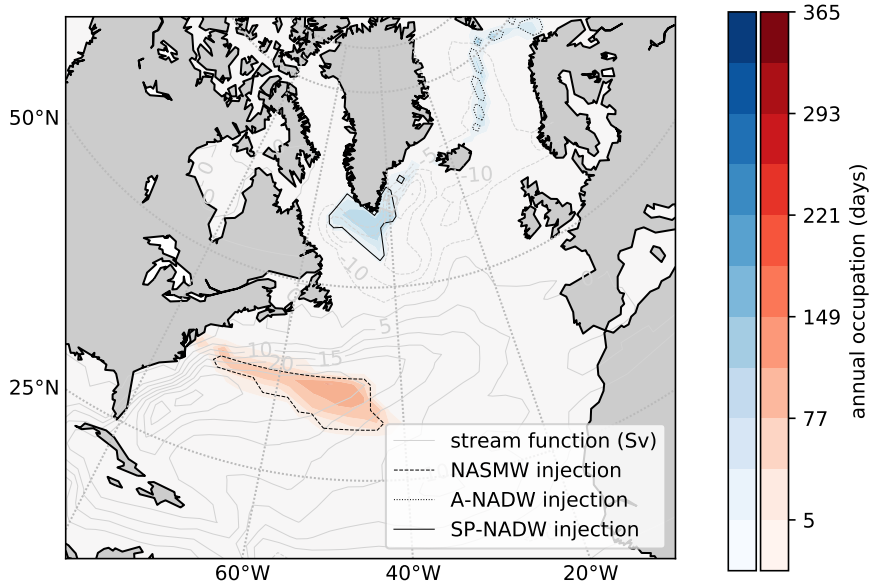 365
293
221
149
77
5
annual occupation (days)
50°N
25°N
0
5
-10
-10
5
10
20
15
stream function (Sv)
NASMW injection
A-NADW injection
SP-NADW injection
60°W
40°W
20°W